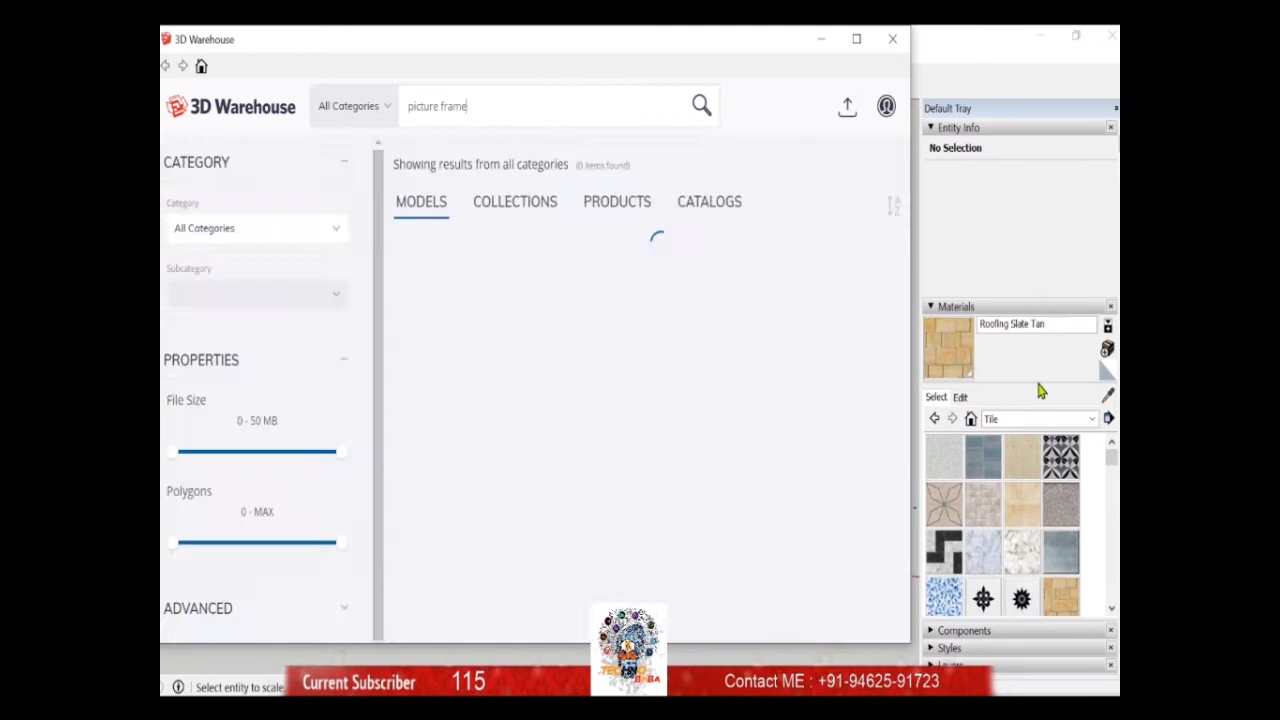 3D Warehouse
3D Warehouse
All Categories
picture frame
CATEGORY
Category
All Categories
Subcategory
PROPERTIES
File Size
0 - 50 MB
Polygons
0 - MAX
ADVANCED
Showing results from all categories (0 items found)
MODELS COLLECTIONS PRODUCTS CATALOGS
Default Tray
Entity Info
No Selection
Materials
Roofing Slate Tan
Select Edit
Tile
Components
Styles
Layers
Select entity to scale
Current Subscriber 115
Contact ME : +91-94625-91723